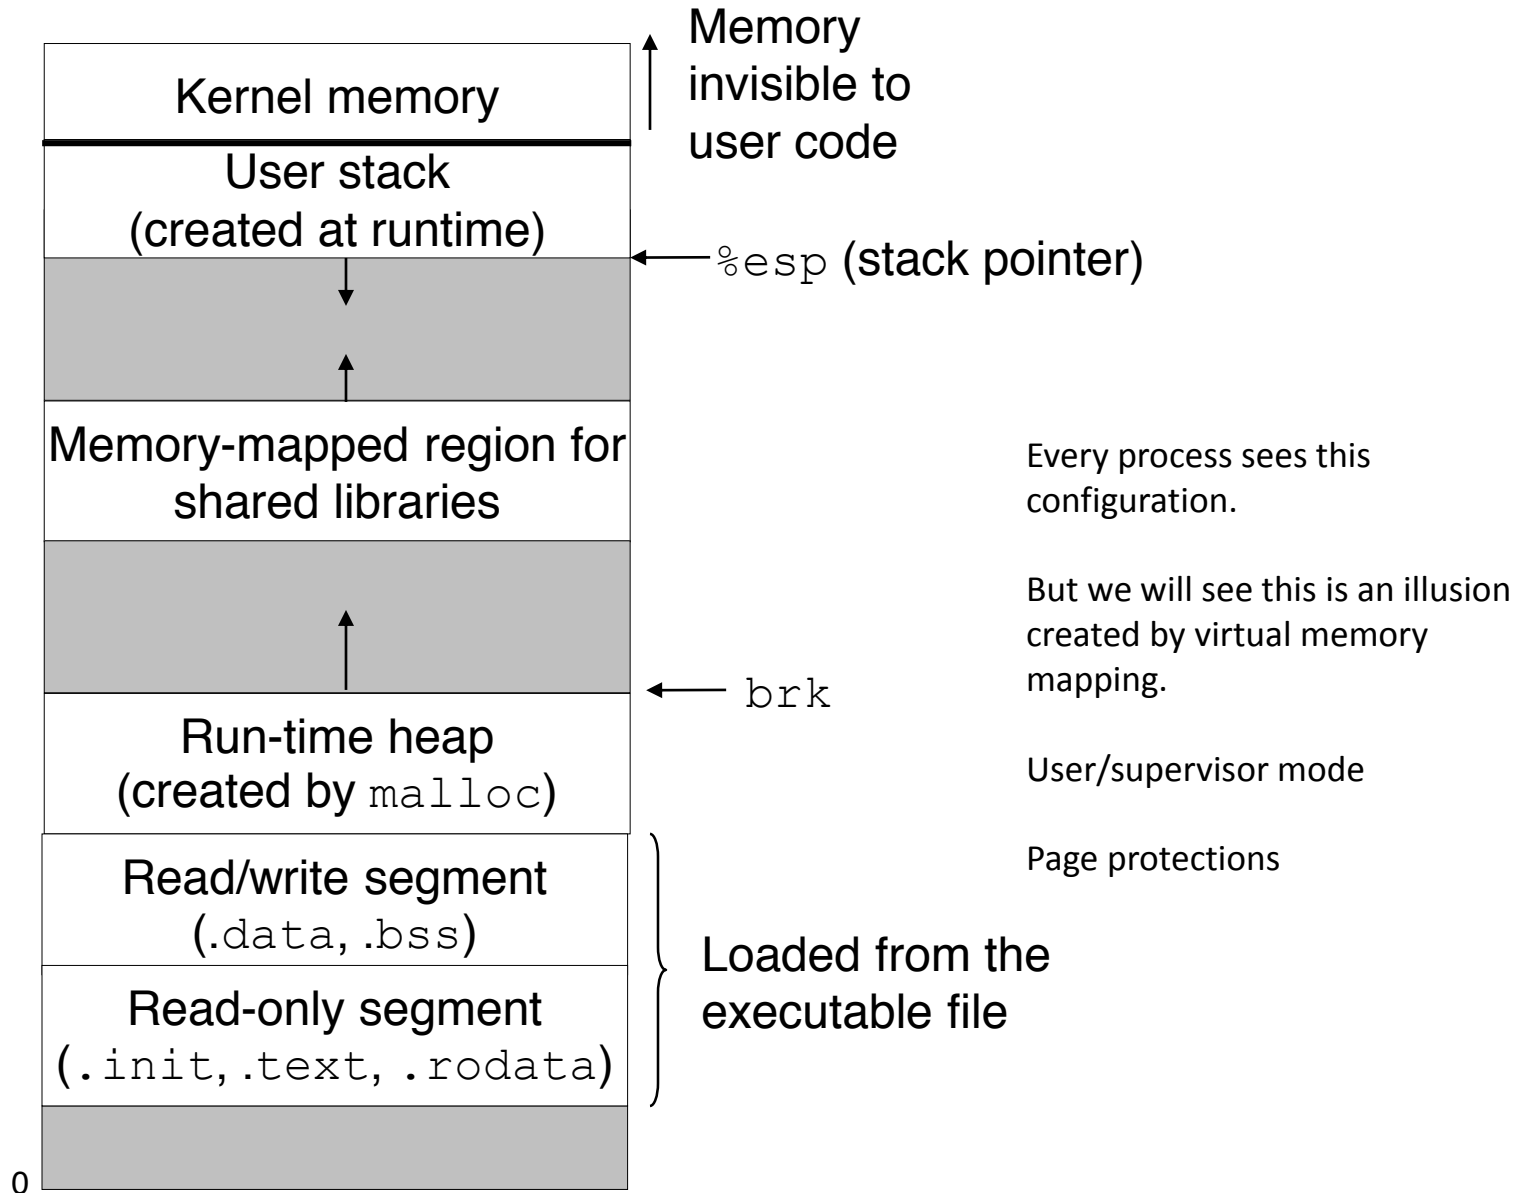 Kernel memory
Memory
invisible to
user code
User stack
(created at runtime)
%esp (stack pointer)
Memory-mapped region for
shared libraries
brk
Run-time heap
(created by malloc)
Read/write segment
(.data, .bss)
Read-only segment
(.init, .text, .rodata)
Loaded from the
executable file
0
Every process sees this
configuration.
But we will see this is an illusion
created by virtual memory
mapping.
User/supervisor mode
Page protections